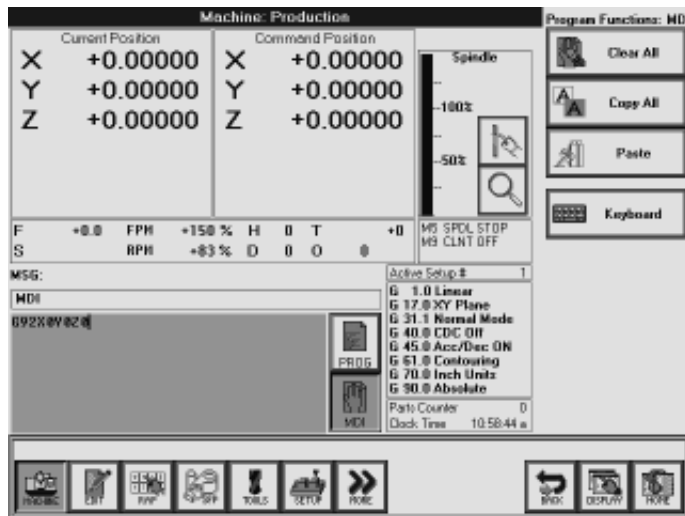 Machine: Production
Program Functions: MD
Current Position
Command Position
X +0.00000 X +0.00000
Y +0.00000 Y +0.00000
Z +0.00000 Z +0.00000
Spindle
100%
50%
Clear All
Copy All
Paste
Keyboard
F +0.0 FPM +150 % H 0 T +0
S RPM +83 % D 0 O 0
M5 SPDL STOP
M9 CLNT OFF
MSG:
MDI
G92X0Y0Z0
PROG
MDI
Active Setup # 1
G 1.0 Linear
G 17.0 XY Plane
G 31.1 Normal Mode
G 40.0 CDC Off
G 45.0 Acc/Dec ON
G 61.0 Contouring
G 70.0 Inch Units
G 90.0 Absolute
Parts Counter 0
Clock Time 10:58:44 a
MACHINE
EDIT
TOOLS
SETUP
MORE
BACK
DISPLAY
HOME